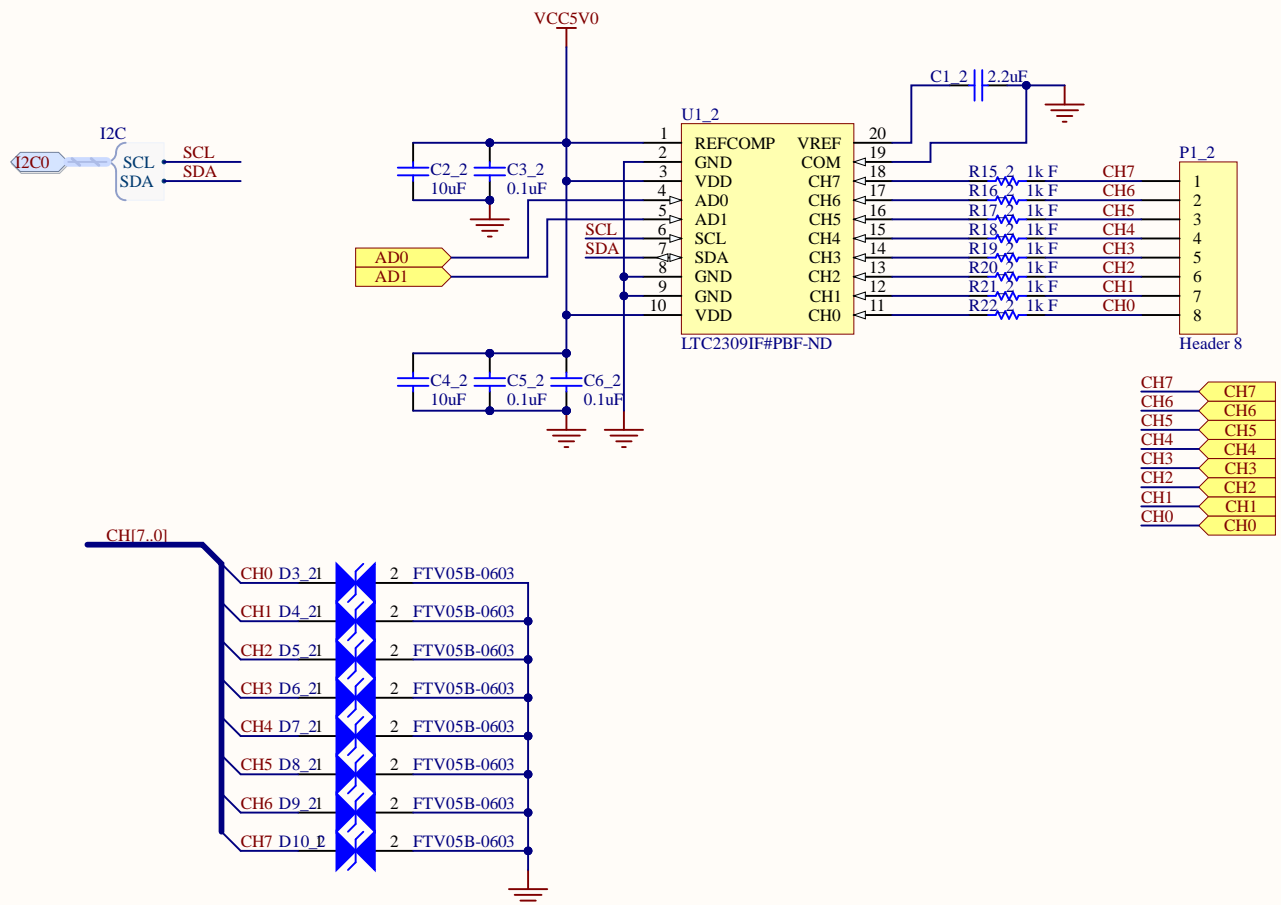 VCC5V0
I2C
I2C0
SCL SCL
SDA SDA
C1_2 2.2uF
U1_2
1 REFCOMP VREF 20
2 GND COM 19
3 VDD CH7 18 R15_2 1k F CH7
4 AD0 CH6 17 R16_2 1k F CH6
5 AD1 CH5 16 R17_2 1k F CH5
SCL 6 SCL CH4 15 R18_2 1k F CH4
SDA 7 SDA CH3 14 R19_2 1k F CH3
8 GND CH2 13 R20_2 1k F CH2
9 GND CH1 12 R21_2 1k F CH1
10 VDD CH0 11 R22_2 1k F CH0
LTC2309IF#PBF-ND
P1_2
1
2
3
4
5
6
7
8
Header 8
C2_2 C3_2
10uF 0.1uF
AD0
AD1
C4_2 C5_2 C6_2
10uF 0.1uF 0.1uF
CH7 CH7
CH6 CH6
CH5 CH5
CH4 CH4
CH3 CH3
CH2 CH2
CH1 CH1
CH0 CH0
CH[7..0]
CH0 D3_2 1 2 FTV05B-0603
CH1 D4_2 1 2 FTV05B-0603
CH2 D5_2 1 2 FTV05B-0603
CH3 D6_2 1 2 FTV05B-0603
CH4 D7_2 1 2 FTV05B-0603
CH5 D8_2 1 2 FTV05B-0603
CH6 D9_2 1 2 FTV05B-0603
CH7 D10_2 1 2 FTV05B-0603